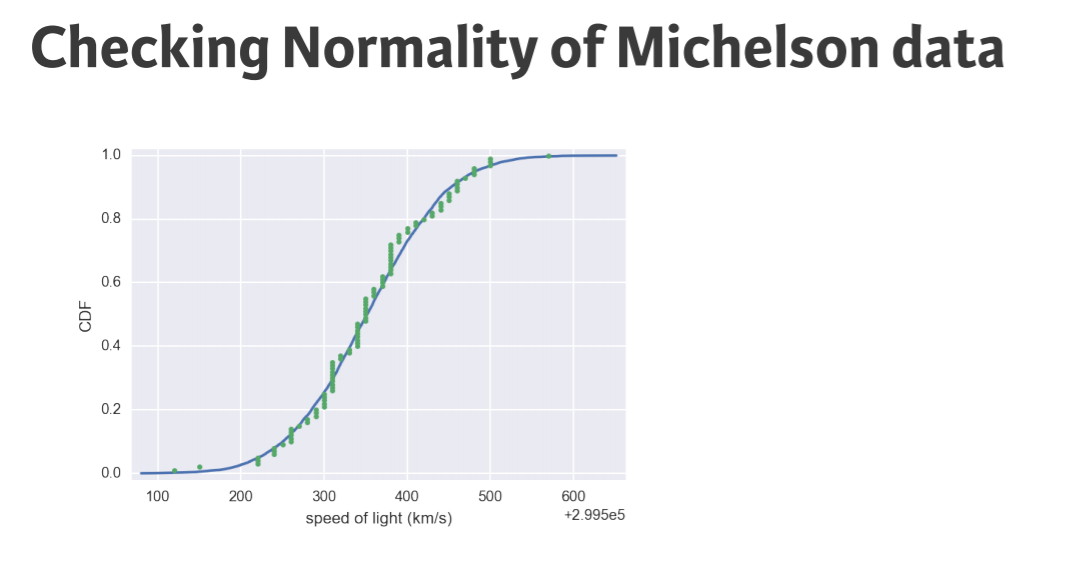 Checking Normality of Michelson data
1.0
0.8
0.6
0.4
0.2
0.0
CDF
100 200 300 400 500 600
speed of light (km/s)
+2.995e5